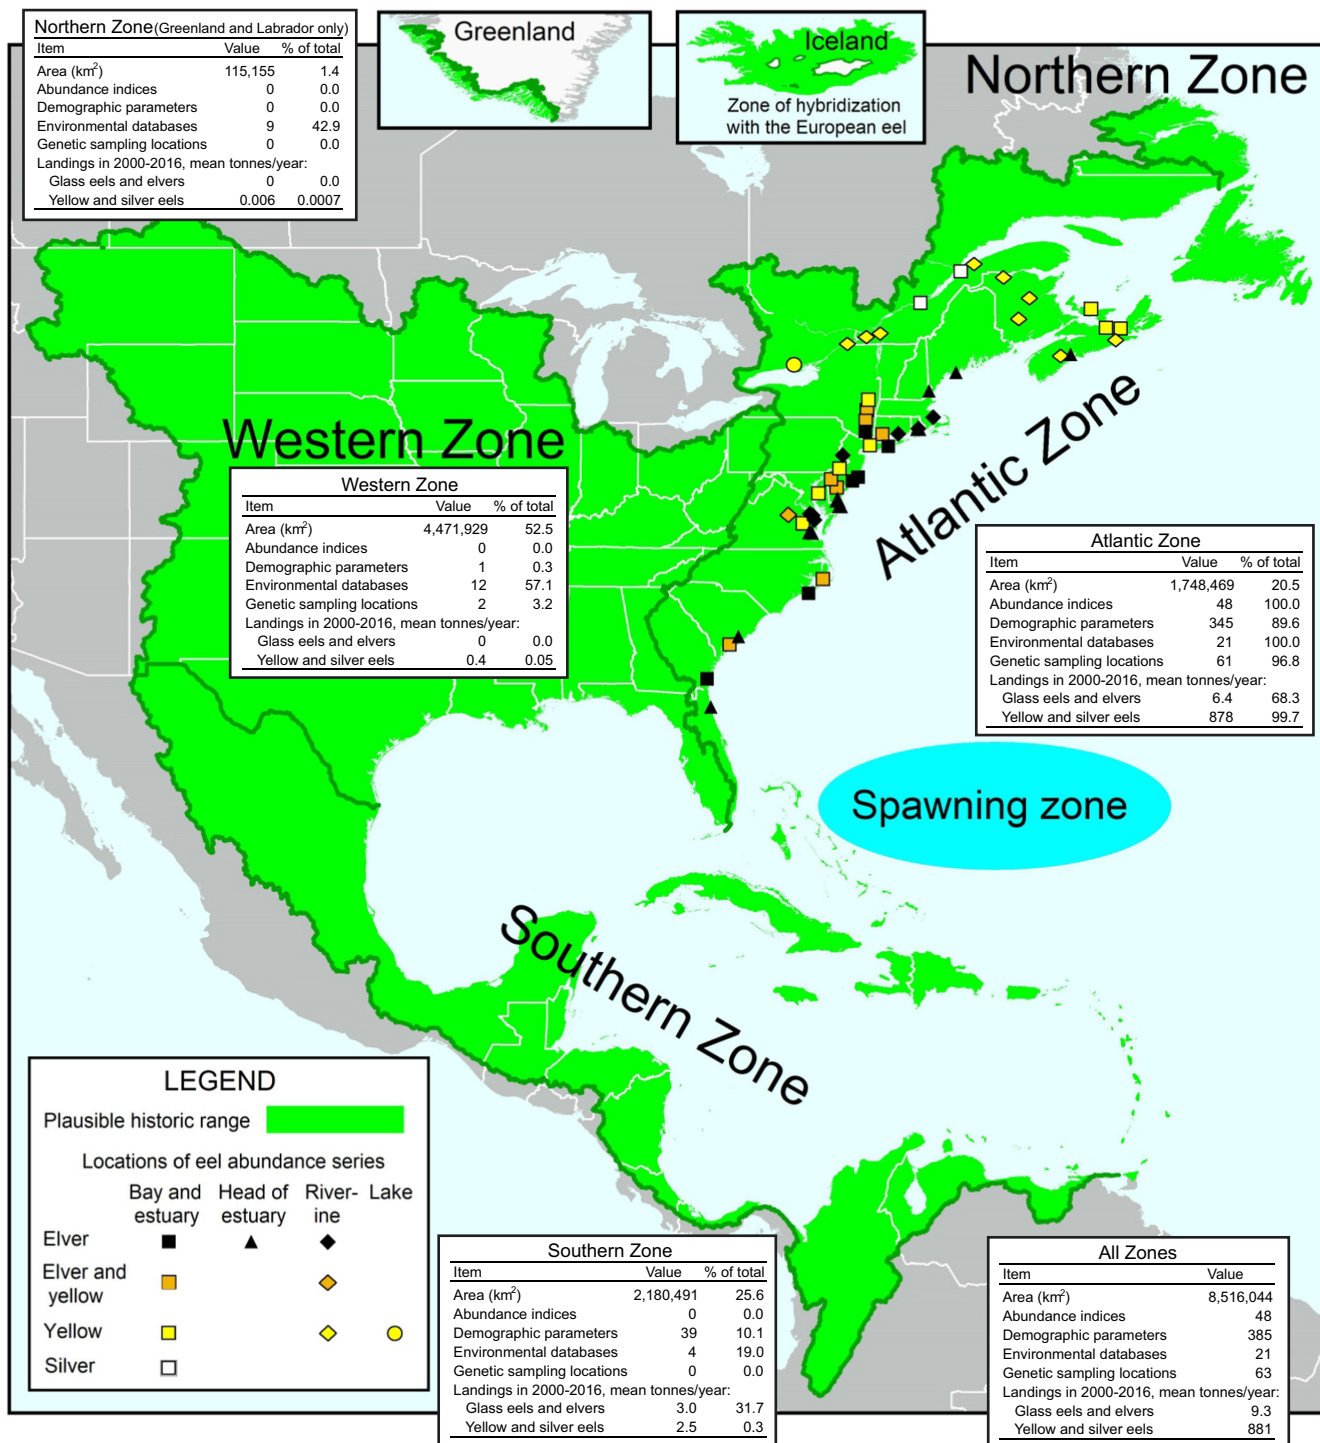 Northern Zone (Greenland and Labrador only)
Item Value % of total
Area (km²) 115,155 1.4
Abundance indices 0 0.0
Demographic parameters 0 0.0
Environmental databases 9 42.9
Genetic sampling locations 0 0.0
Landings in 2000-2016, mean tonnes/year:
Glass eels and elvers 0 0.0
Yellow and silver eels 0.006 0.0007
Greenland
Iceland
Zone of hybridization
with the European eel
Northern Zone
Western Zone
Western Zone
Item Value % of total
Area (km²) 4,471,929 52.5
Abundance indices 0 0.0
Demographic parameters 1 0.3
Environmental databases 12 57.1
Genetic sampling locations 2 3.2
Landings in 2000-2016, mean tonnes/year:
Glass eels and elvers 0 0.0
Yellow and silver eels 0.4 0.05
Atlantic Zone
Atlantic Zone
Item Value % of total
Area (km²) 1,748,469 20.5
Abundance indices 48 100.0
Demographic parameters 345 89.6
Environmental databases 21 100.0
Genetic sampling locations 61 96.8
Landings in 2000-2016, mean tonnes/year:
Glass eels and elvers 6.4 68.3
Yellow and silver eels 878 99.7
Spawning zone
Southern Zone
LEGEND
Plausible historic range
Locations of eel abundance series
Bay and Head of River- Lake
estuary estuary ine
Elver
Elver and
yellow
Yellow
Silver
Southern Zone
Item Value % of total
Area (km²) 2,180,491 25.6
Abundance indices 0 0.0
Demographic parameters 39 10.1
Environmental databases 4 19.0
Genetic sampling locations 0 0.0
Landings in 2000-2016, mean tonnes/year:
Glass eels and elvers 3.0 31.7
Yellow and silver eels 2.5 0.3
All Zones
Item Value
Area (km²) 8,516,044
Abundance indices 48
Demographic parameters 385
Environmental databases 21
Genetic sampling locations 63
Landings in 2000-2016, mean tonnes/year:
Glass eels and elvers 9.3
Yellow and silver eels 881